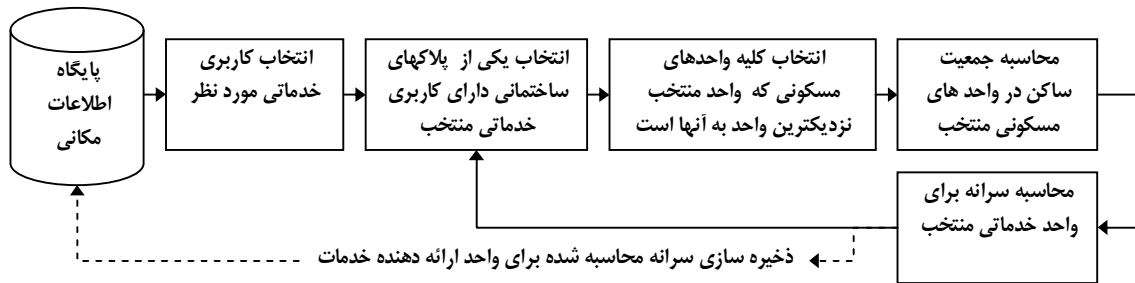 پایگاه
اطلاعات
مکانی
انتخاب کاربری
خدماتی مورد نظر
انتخاب یکی از پلاکهای
ساختمانی دارای کاربری
خدماتی منتخب
انتخاب کلیه واحدهای
مسکونی که واحد منتخب
نزدیکترین واحد به آنها است
محاسبه جمعیت
ساکن در واحد های
مسکونی منتخب
محاسبه سرانه برای
واحد خدماتی منتخب
ذخیره سازی سرانه محاسبه شده برای واحد ارائه دهنده خدمات